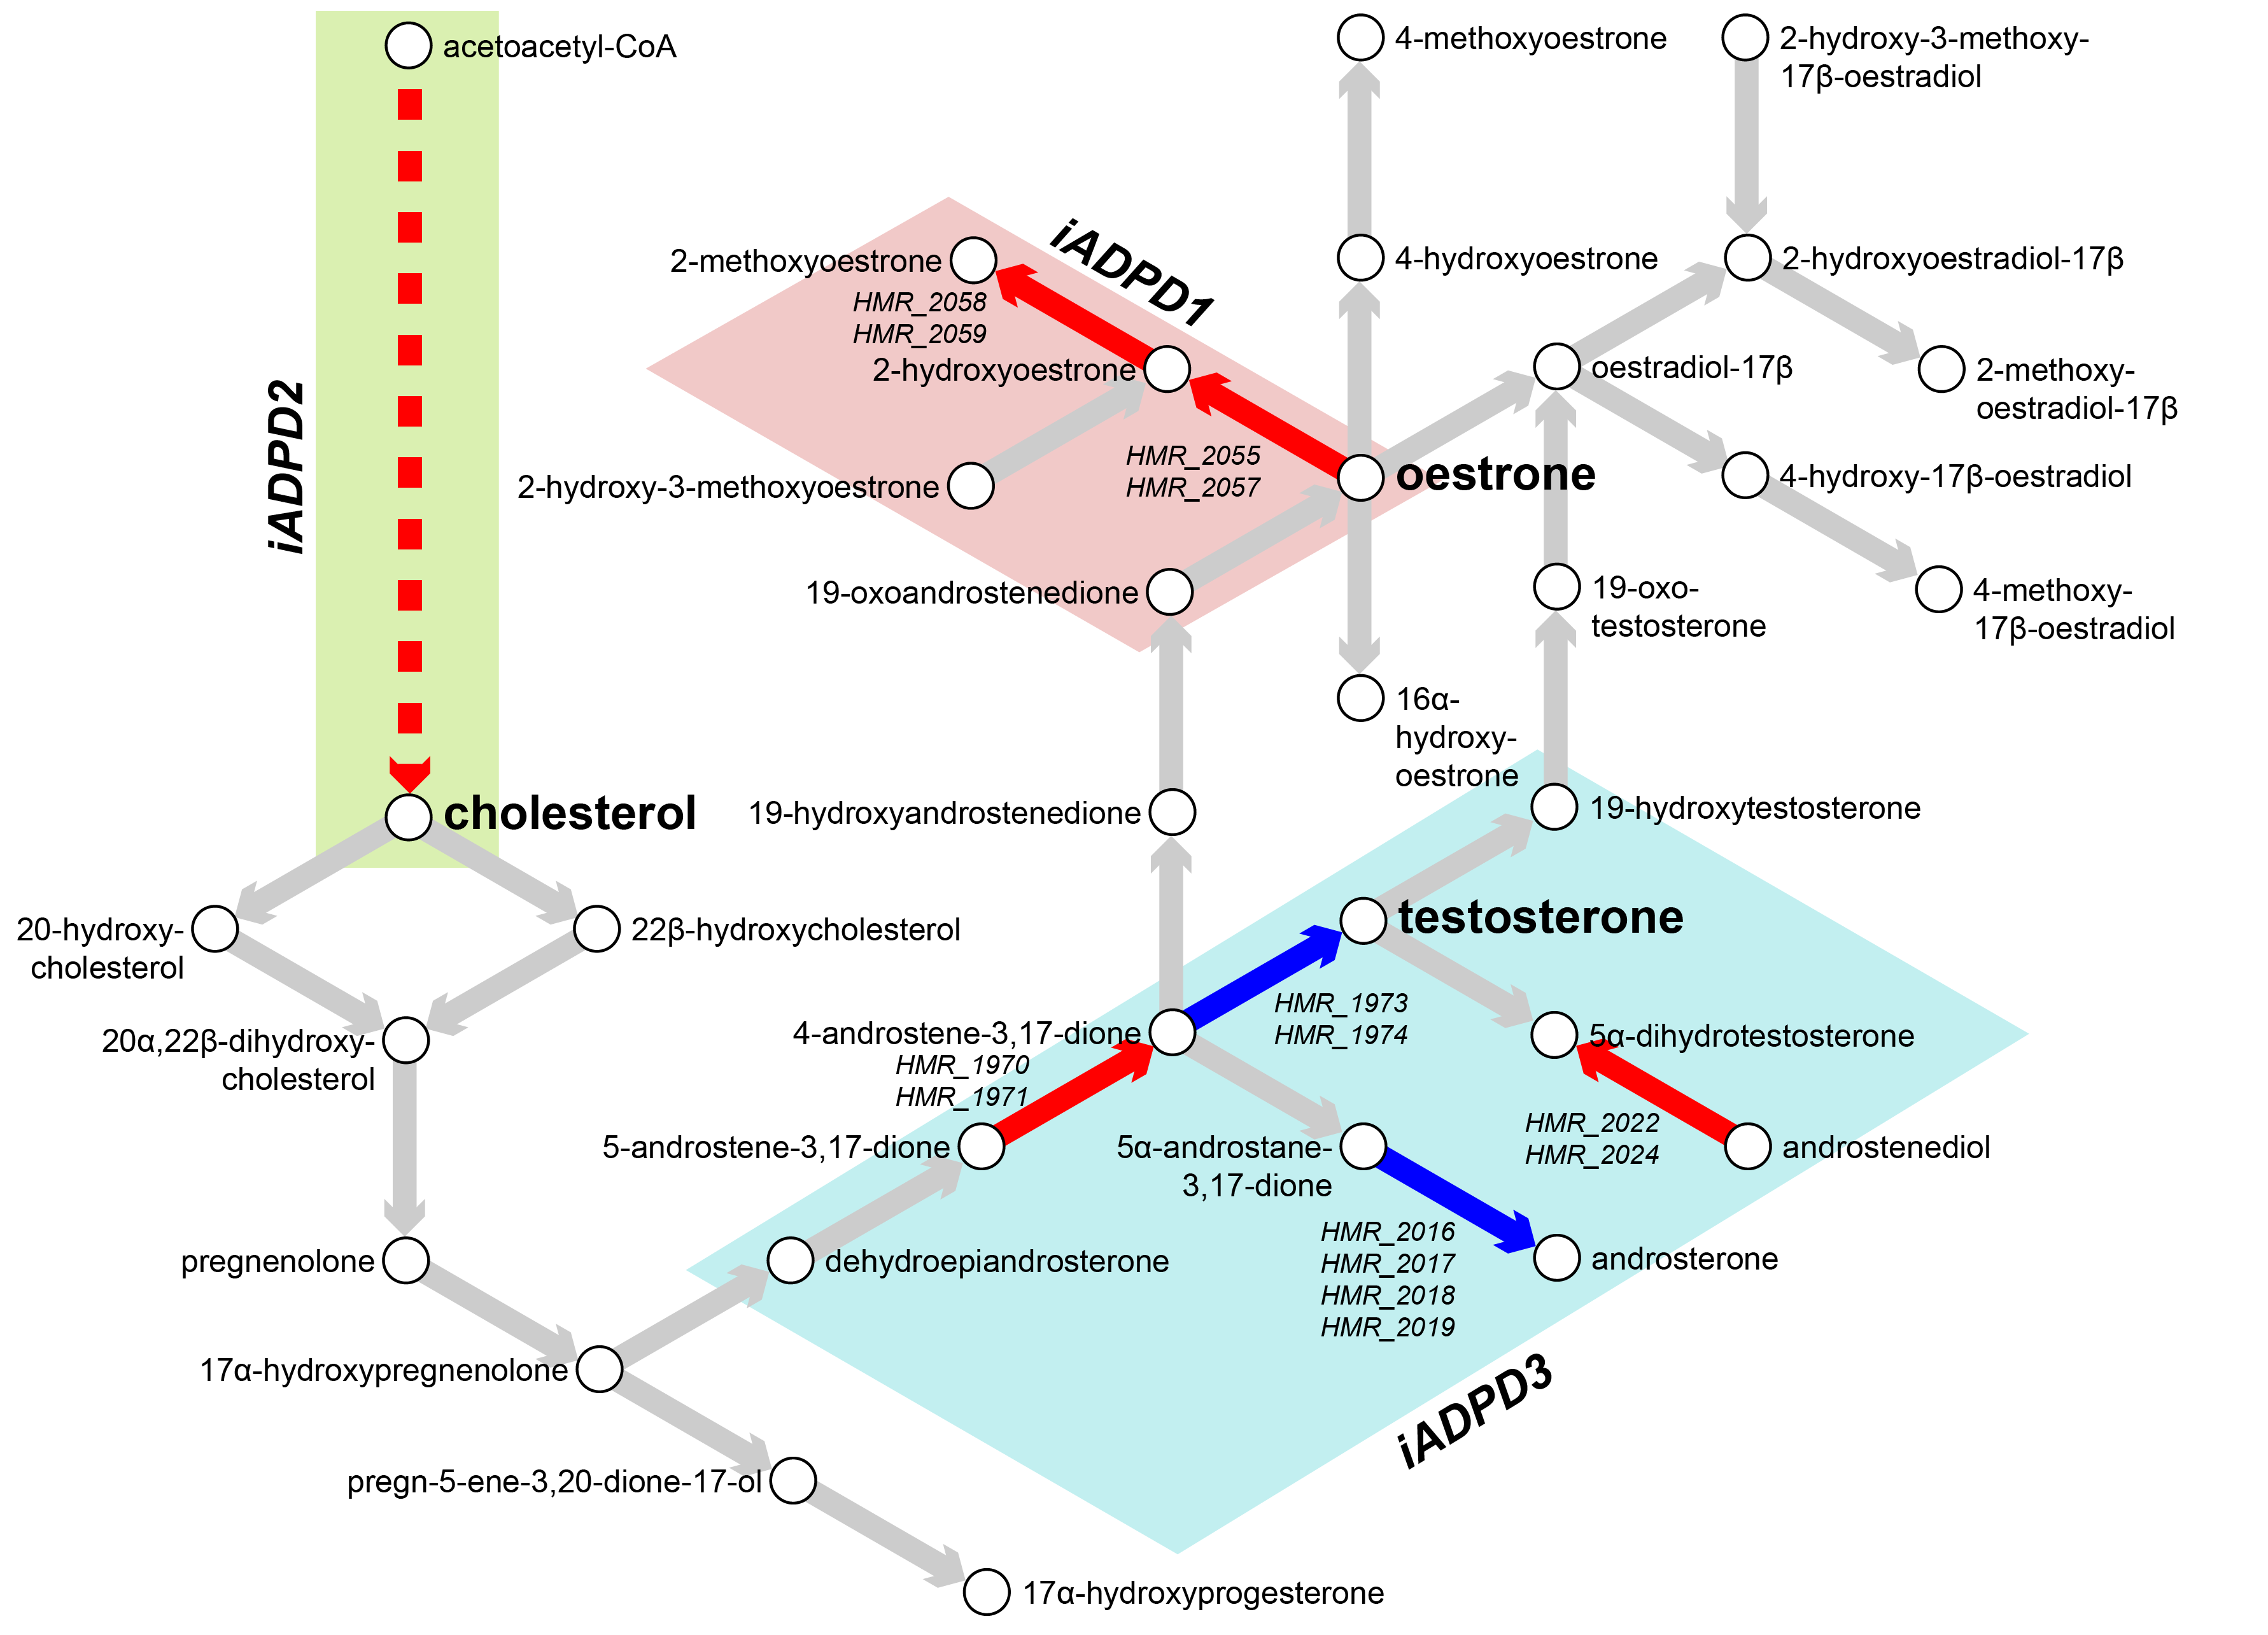 acetoacetyl-CoA
4-methoxyoestrone
2-hydroxy-3-methoxy-
17β-oestradiol
iADPD1
2-methoxyoestrone
4-hydroxyoestrone
2-hydroxyoestradiol-17β
HMR_2058
HMR_2059
2-hydroxyoestrone
oestradiol-17β
2-methoxy-
oestradiol-17β
iADPD2
HMR_2055
HMR_2057
oestrone
4-hydroxy-17β-oestradiol
2-hydroxy-3-methoxyoestrone
19-oxoandrostenedione
19-oxo-
testosterone
4-methoxy-
17β-oestradiol
16α-
hydroxy-
oestrone
cholesterol
19-hydroxyandrostenedione
19-hydroxytestosterone
20-hydroxy-
cholesterol
22β-hydroxycholesterol
testosterone
HMR_1973
HMR_1974
4-androstene-3,17-dione
HMR_1970
HMR_1971
5α-dihydrotestosterone
20α,22β-dihydroxy-
cholesterol
HMR_2022
HMR_2024
5-androstene-3,17-dione
5α-androstane-
3,17-dione
androstenediol
HMR_2016
HMR_2017
HMR_2018
HMR_2019
pregnenolone
dehydroepiandrosterone
androsterone
17α-hydroxypregnenolone
iADPD3
pregn-5-ene-3,20-dione-17-ol
17α-hydroxyprogesterone